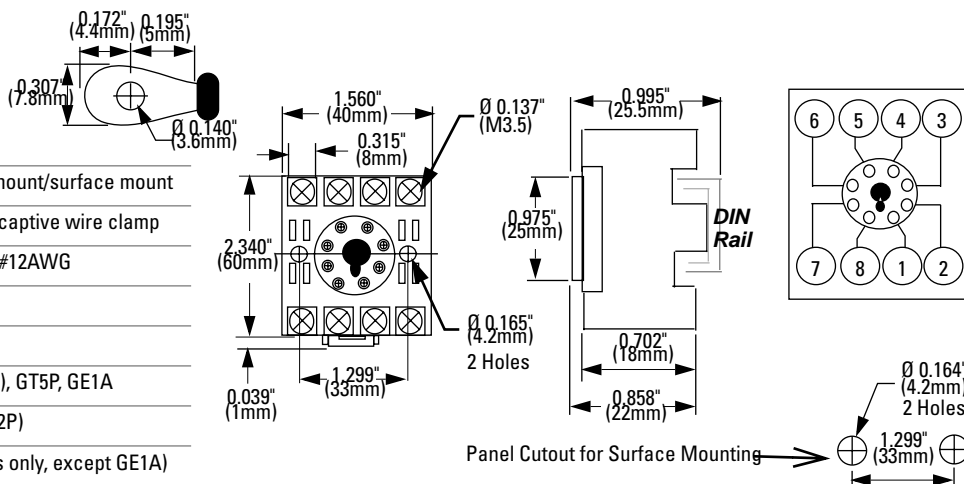 0.172"
(4.4mm)
0.195"
(5mm)
0.307"
(7.8mm)
Ø 0.140"
(3.6mm)
mount/surface mount
captive wire clamp
#12AWG
), GT5P, GE1A
2P)
s only, except GE1A)
1.560"
(40mm)
0.315"
(8mm)
Ø 0.137"
(M3.5)
2.340"
(60mm)
Ø 0.165"
(4.2mm)
2 Holes
1.299"
(33mm)
0.039"
(1mm)
0.995"
(25.5mm)
0.975"
(25mm)
DIN
Rail
0.702"
(18mm)
0.858"
(22mm)
6 5 4 3
7 8 1 2
Panel Cutout for Surface Mounting
Ø 0.164"
(4.2mm)
2 Holes
1.299"
(33mm)